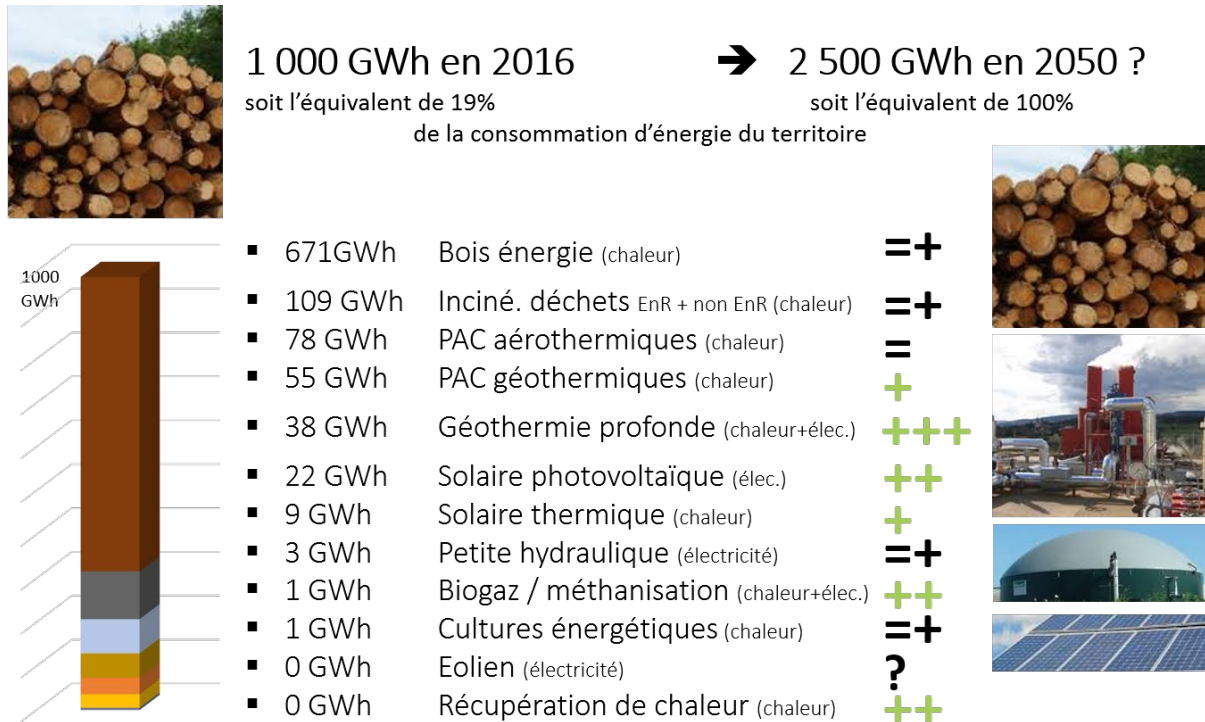 1 000 GWh en 2016 ➔ 2 500 GWh en 2050 ?
soit l’équivalent de 19% soit l’équivalent de 100%
de la consommation d’énergie du territoire
1000
GWh
▪ 671GWh Bois énergie (chaleur) =+
▪ 109 GWh Inciné. déchets EnR + non EnR (chaleur) =+
▪ 78 GWh PAC aérothermiques (chaleur) =
▪ 55 GWh PAC géothermiques (chaleur) +
▪ 38 GWh Géothermie profonde (chaleur+élec.) +++
▪ 22 GWh Solaire photovoltaïque (élec.) ++
▪ 9 GWh Solaire thermique (chaleur) +
▪ 3 GWh Petite hydraulique (électricité) =+
▪ 1 GWh Biogaz / méthanisation (chaleur+élec.) ++
▪ 1 GWh Cultures énergétiques (chaleur) =+
▪ 0 GWh Eolien (électricité) ?
▪ 0 GWh Récupération de chaleur (chaleur) ++